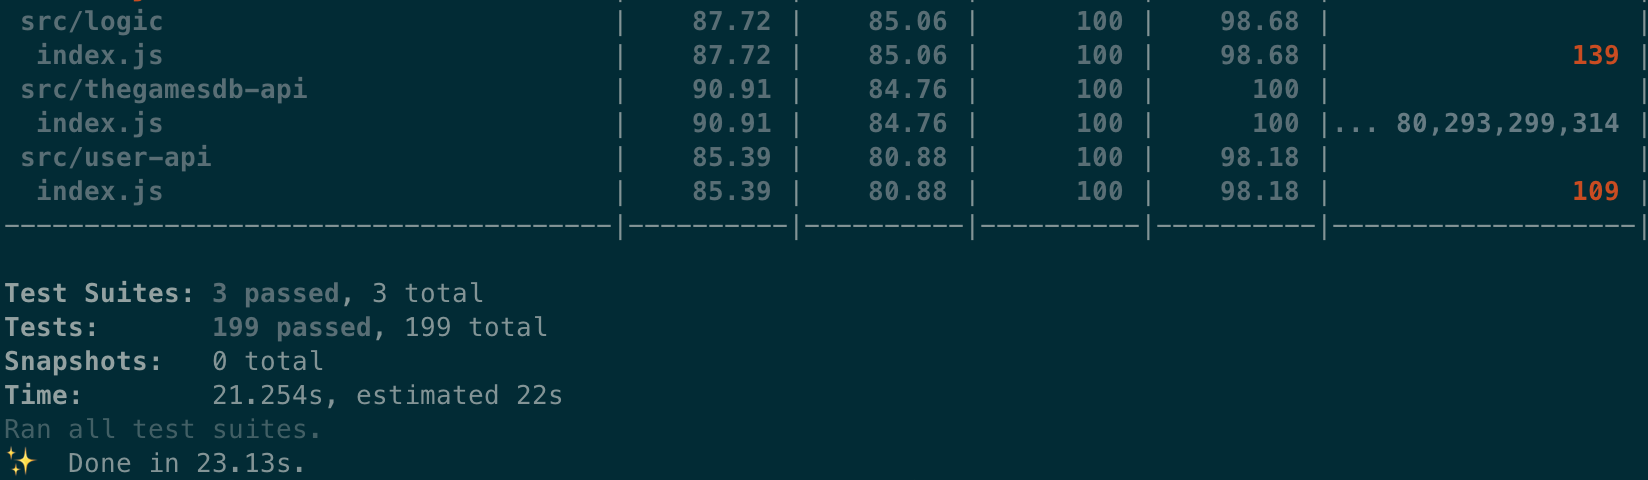 src/logic | 87.72 | 85.06 | 100 | 98.68 | |
index.js | 87.72 | 85.06 | 100 | 98.68 | 139 |
src/thegamesdb-api | 90.91 | 84.76 | 100 | 100 | |
index.js | 90.91 | 84.76 | 100 | 100 |... 80,293,299,314 |
src/user-api | 85.39 | 80.88 | 100 | 98.18 | |
index.js | 85.39 | 80.88 | 100 | 98.18 | 109 |
--------------------------------------|----------|----------|----------|----------|-------------------|
Test Suites: 3 passed, 3 total
Tests: 199 passed, 199 total
Snapshots: 0 total
Time: 21.254s, estimated 22s
Ran all test suites.
✨ Done in 23.13s.